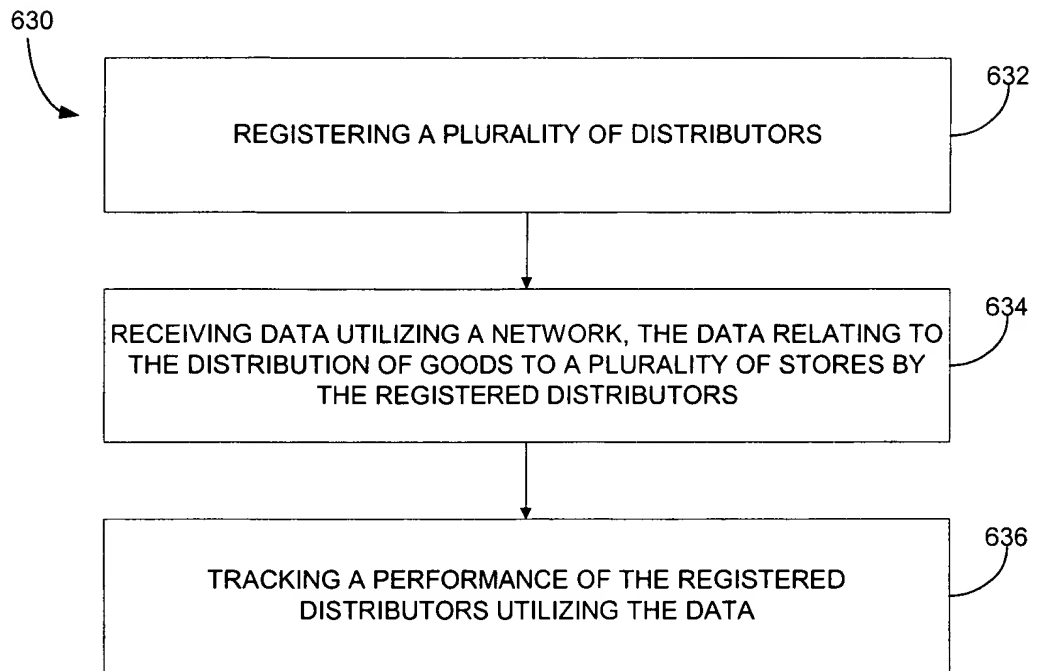 630
632
REGISTERING A PLURALITY OF DISTRIBUTORS
634
RECEIVING DATA UTILIZING A NETWORK, THE DATA RELATING TO
THE DISTRIBUTION OF GOODS TO A PLURALITY OF STORES BY
THE REGISTERED DISTRIBUTORS
636
TRACKING A PERFORMANCE OF THE REGISTERED
DISTRIBUTORS UTILIZING THE DATA